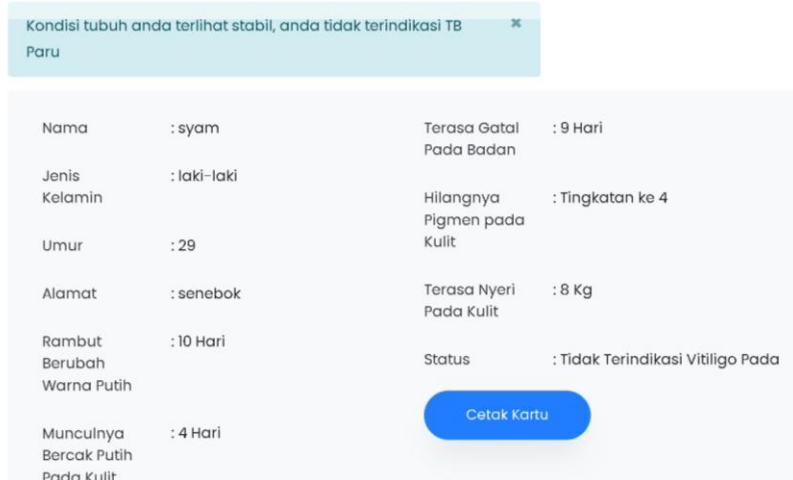 Kondisi tubuh anda terlihat stabil, anda tidak terindikasi TB
Paru
×
Nama : syam
Jenis
Kelamin : laki-laki
Umur : 29
Alamat : senebok
Rambut : 10 Hari
Berubah
Warna Putih
Munculnya : 4 Hari
Bercak Putih
Pada Kulit
Terasa Gatal : 9 Hari
Pada Badan
Hilangnya : Tingkatan ke 4
Pigmen pada
Kulit
Terasa Nyeri : 8 Kg
Pada Kulit
Status : Tidak Terindikasi Vitiligo Pada
Cetak Kartu